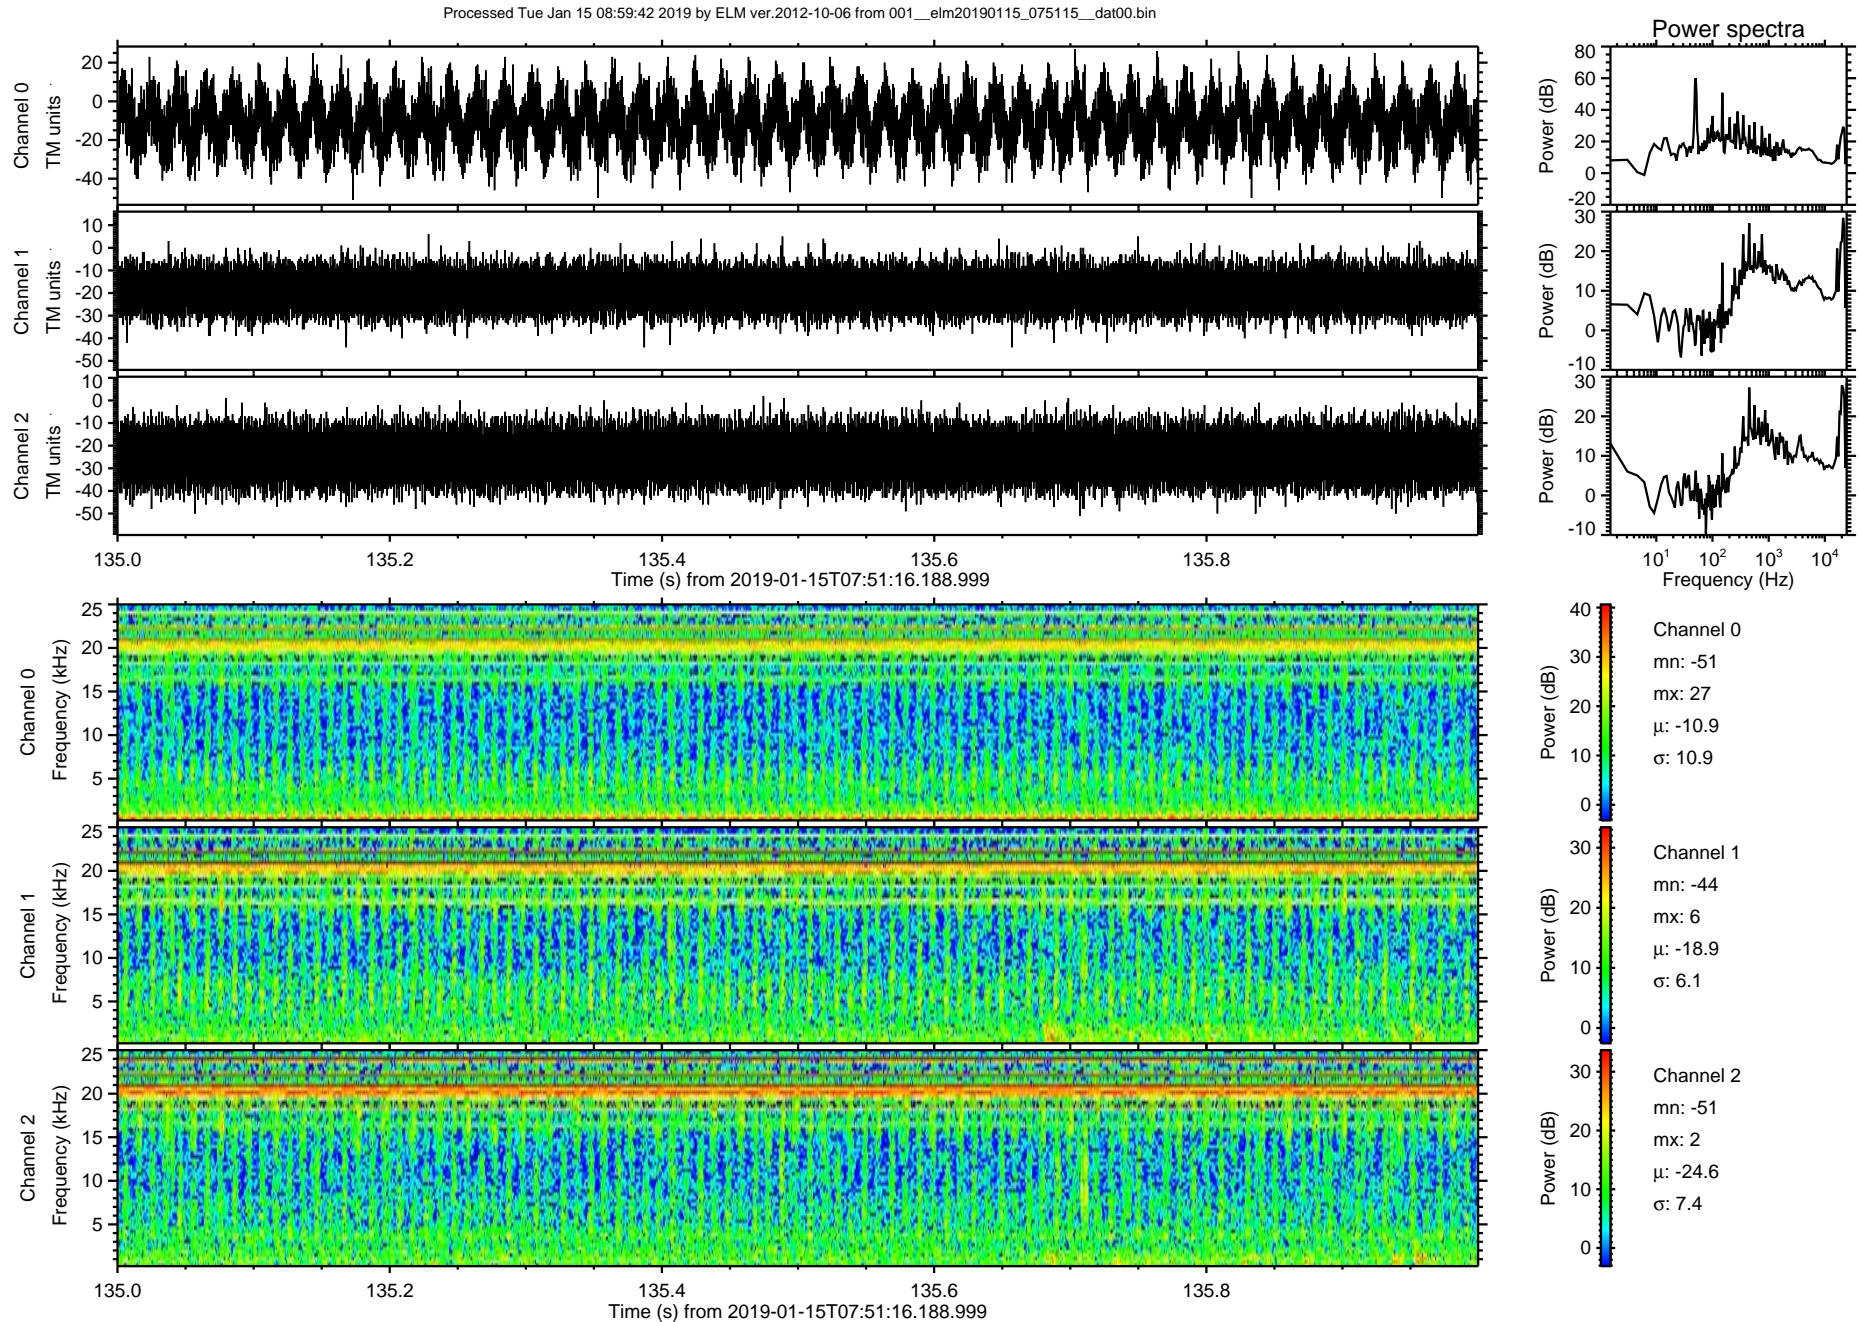 Processed Tue Jan 15 08:59:42 2019 by ELM ver.2012-10-06 from 001__elm20190115_075115__dat00.bin
Power spectra
Channel 0
TM units
20
0
-20
-40
Power (dB)
80
60
40
20
0
-20
Channel 1
TM units
10
0
-10
-20
-30
-40
-50
Power (dB)
30
20
10
0
-10
Channel 2
TM units
10
0
-10
-20
-30
-40
-50
Power (dB)
30
20
10
0
-10
135.0
135.2
135.4
135.6
135.8
Time (s) from 2019-01-15T07:51:16.188.999
10^1
10^2
10^3
10^4
Frequency (Hz)
Channel 0
Frequency (kHz)
25
20
15
10
5
Power (dB)
40
30
20
10
0
Channel 0
mn: -51
mx: 27
μ: -10.9
σ: 10.9
Channel 1
Frequency (kHz)
25
20
15
10
5
Power (dB)
30
20
10
0
Channel 1
mn: -44
mx: 6
μ: -18.9
σ: 6.1
Channel 2
Frequency (kHz)
25
20
15
10
5
Power (dB)
30
20
10
0
Channel 2
mn: -51
mx: 2
μ: -24.6
σ: 7.4
135.0
135.2
135.4
135.6
135.8
Time (s) from 2019-01-15T07:51:16.188.999